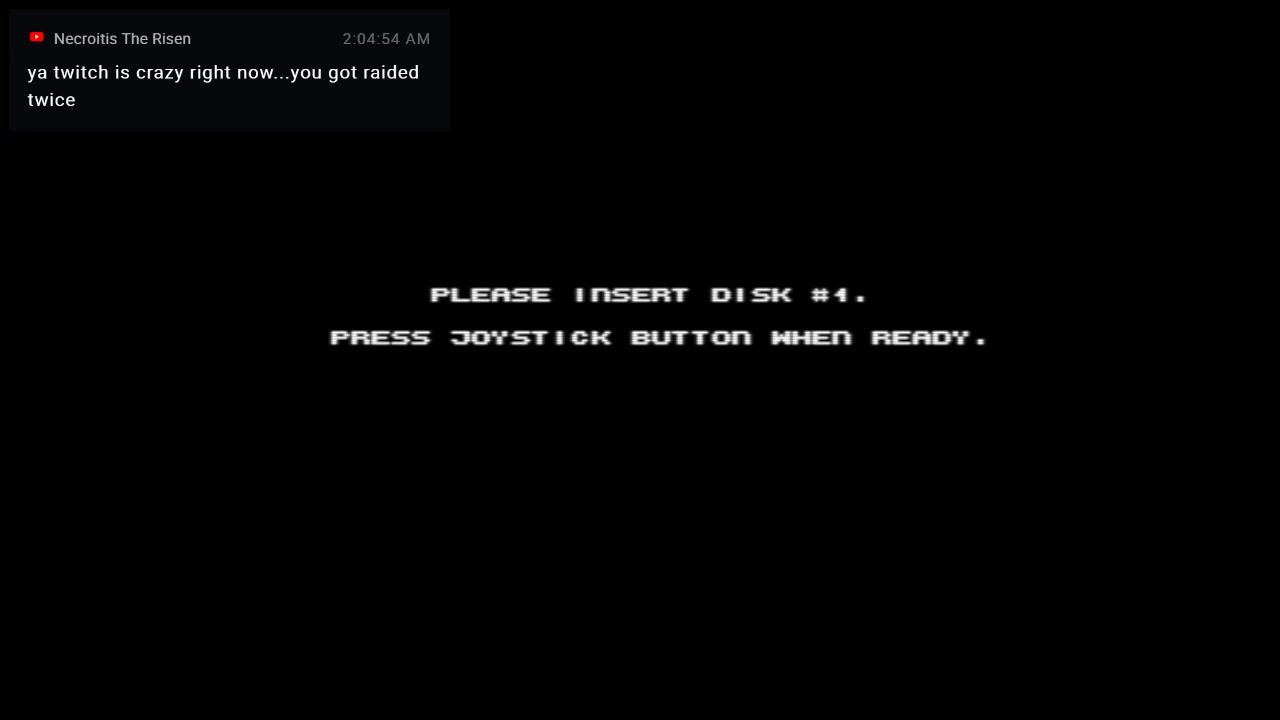 Necroitis The Risen 2:04:54 AM
ya twitch is crazy right now...you got raided
twice
PLEASE INSERT DISK #1.
PRESS JOYSTICK BUTTON WHEN READY.